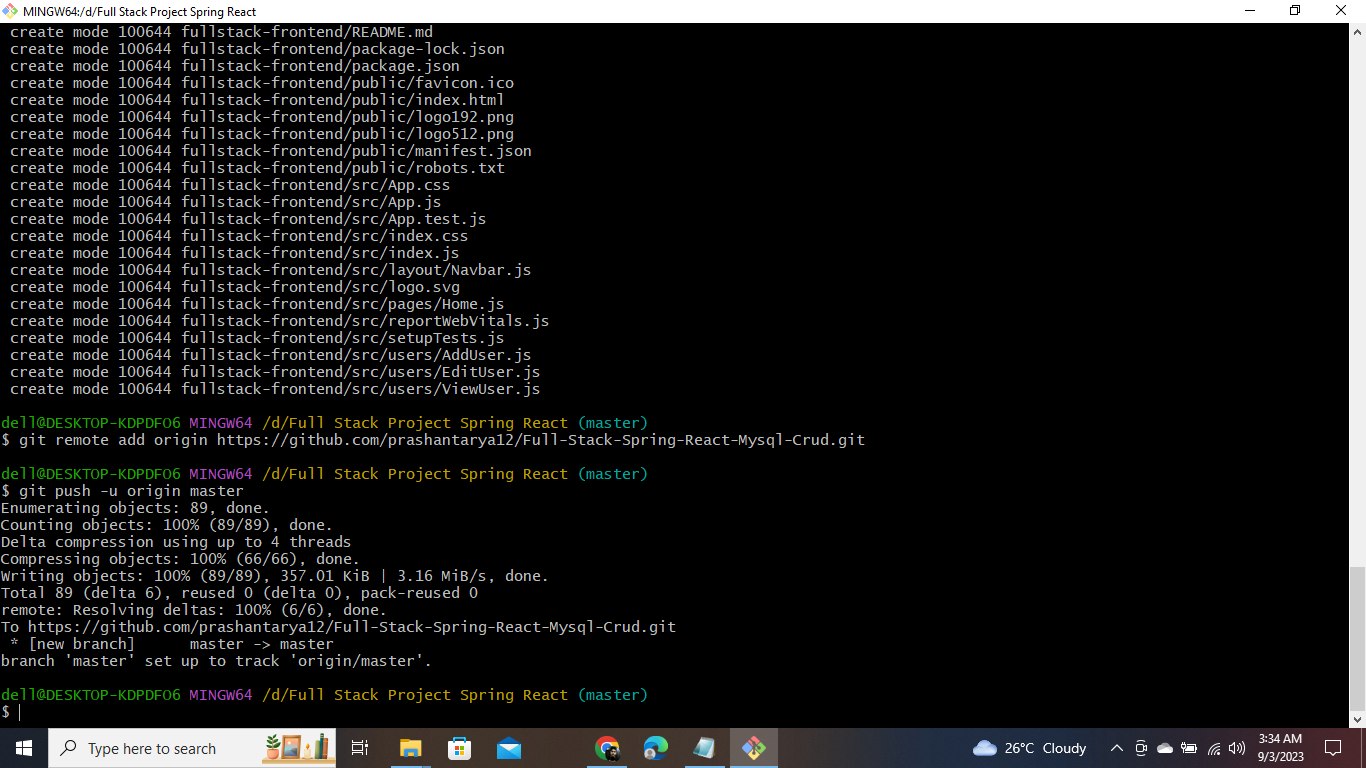 MINGW64:/d/Full Stack Project Spring React
create mode 100644 fullstack-frontend/README.md
create mode 100644 fullstack-frontend/package-lock.json
create mode 100644 fullstack-frontend/package.json
create mode 100644 fullstack-frontend/public/favicon.ico
create mode 100644 fullstack-frontend/public/index.html
create mode 100644 fullstack-frontend/public/logo192.png
create mode 100644 fullstack-frontend/public/logo512.png
create mode 100644 fullstack-frontend/public/manifest.json
create mode 100644 fullstack-frontend/public/robots.txt
create mode 100644 fullstack-frontend/src/App.css
create mode 100644 fullstack-frontend/src/App.js
create mode 100644 fullstack-frontend/src/App.test.js
create mode 100644 fullstack-frontend/src/index.css
create mode 100644 fullstack-frontend/src/index.js
create mode 100644 fullstack-frontend/src/layout/Navbar.js
create mode 100644 fullstack-frontend/src/logo.svg
create mode 100644 fullstack-frontend/src/pages/Home.js
create mode 100644 fullstack-frontend/src/reportWebVitals.js
create mode 100644 fullstack-frontend/src/setupTests.js
create mode 100644 fullstack-frontend/src/users/AddUser.js
create mode 100644 fullstack-frontend/src/users/EditUser.js
create mode 100644 fullstack-frontend/src/users/ViewUser.js
dell@DESKTOP-KDPDFO6 MINGW64 /d/Full Stack Project Spring React (master)
$ git remote add origin https://github.com/prashantarya12/Full-Stack-Spring-React-Mysql-Crud.git
dell@DESKTOP-KDPDFO6 MINGW64 /d/Full Stack Project Spring React (master)
$ git push -u origin master
Enumerating objects: 89, done.
Counting objects: 100% (89/89), done.
Delta compression using up to 4 threads
Compressing objects: 100% (66/66), done.
Writing objects: 100% (89/89), 357.01 KiB | 3.16 MiB/s, done.
Total 89 (delta 6), reused 0 (delta 0), pack-reused 0
remote: Resolving deltas: 100% (6/6), done.
To https://github.com/prashantarya12/Full-Stack-Spring-React-Mysql-Crud.git
* [new branch] master -> master
branch 'master' set up to track 'origin/master'.
dell@DESKTOP-KDPDFO6 MINGW64 /d/Full Stack Project Spring React (master)
$
Type here to search
26°C Cloudy
3:34 AM
9/3/2023